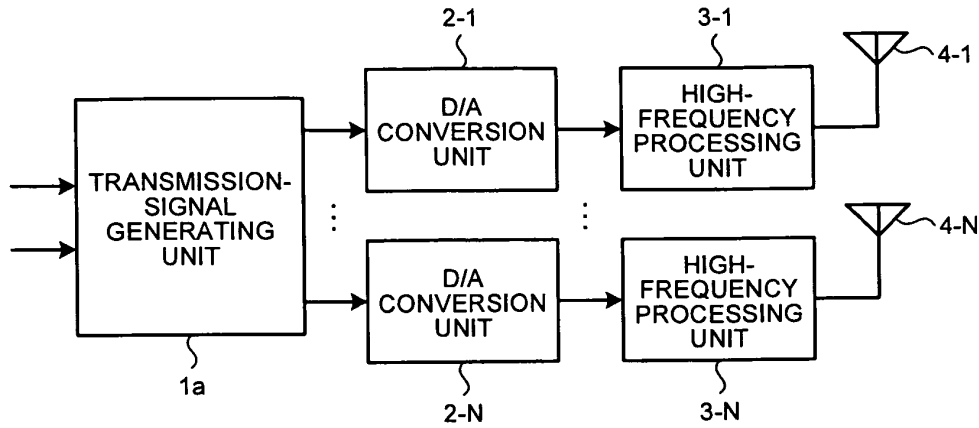 2-1
3-1
4-1
D/A
CONVERSION
UNIT
HIGH-
FREQUENCY
PROCESSING
UNIT
TRANSMISSION-
SIGNAL
GENERATING
UNIT
4-N
D/A
CONVERSION
UNIT
HIGH-
FREQUENCY
PROCESSING
UNIT
1a
2-N
3-N